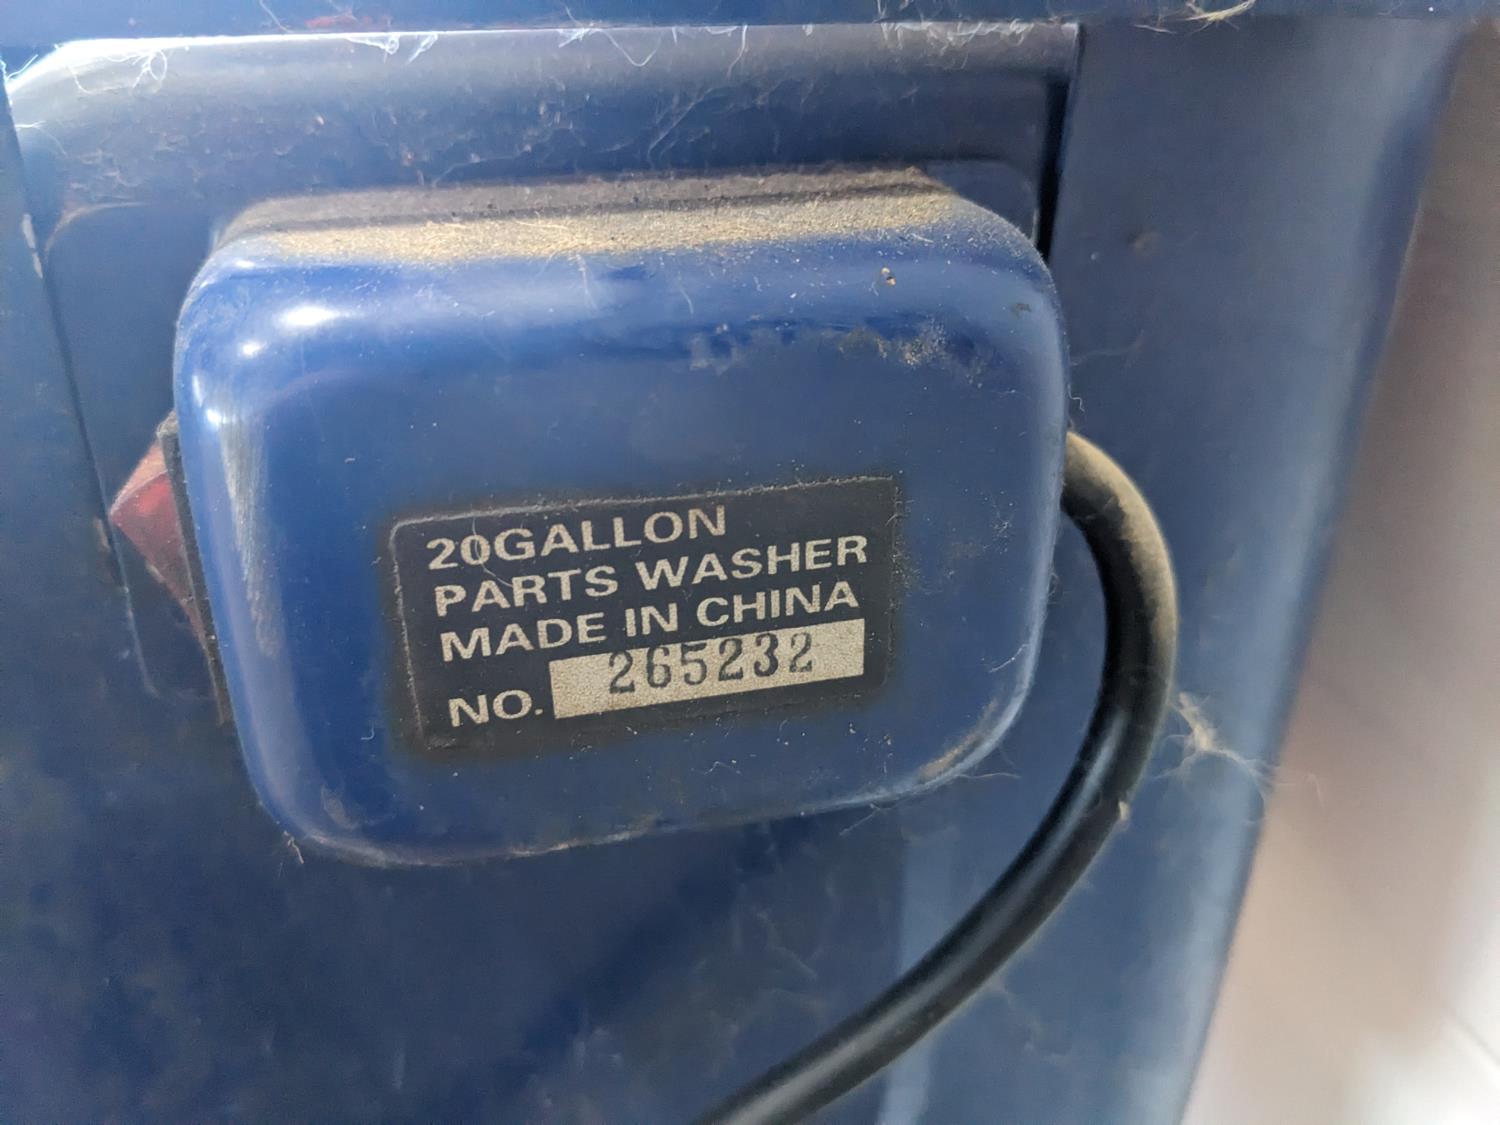 20GALLON
PARTS WASHER
MADE IN CHINA
NO. 265232